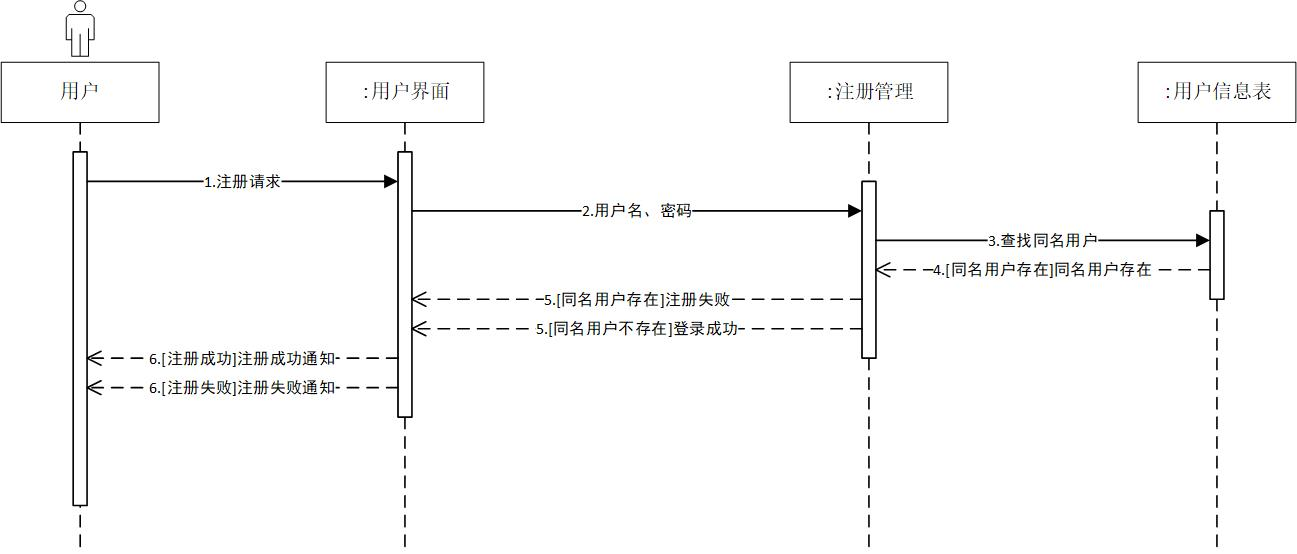 用户
:用户界面
:注册管理
:用户信息表
1.注册请求
2.用户名、密码
3.查找同名用户
4.[同名用户存在]同名用户存在
5.[同名用户存在]注册失败
5.[同名用户不存在]登录成功
6.[注册成功]注册成功通知
6.[注册失败]注册失败通知